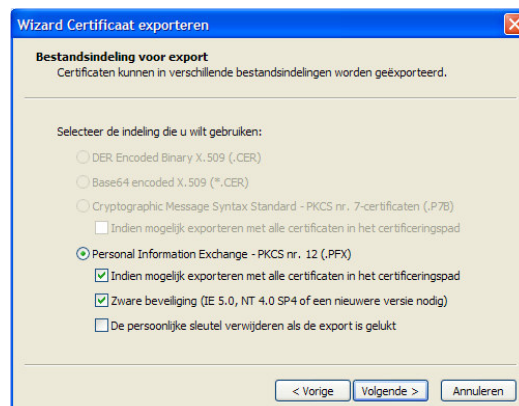 Wizard Certificaat exporteren
Bestandsindeling voor export
Certificaten kunnen in verschillende bestandsindelingen worden geëxporteerd.
Selecteer de indeling die u wilt gebruiken:
DER Encoded Binary X.509 (.CER)
Base64 encoded X.509 (*.CER)
Cryptographic Message Syntax Standard - PKCS nr. 7-certificaten (.P7B)
Indien mogelijk exporteren met alle certificaten in het certificeringspad
Personal Information Exchange - PKCS nr. 12 (.PFX)
Indien mogelijk exporteren met alle certificaten in het certificeringspad
Zware beveiliging (IE 5.0, NT 4.0 SP4 of een nieuwere versie nodig)
De persoonlijke sleutel verwijderen als de export is gelukt
< Vorige Volgende > Annuleren